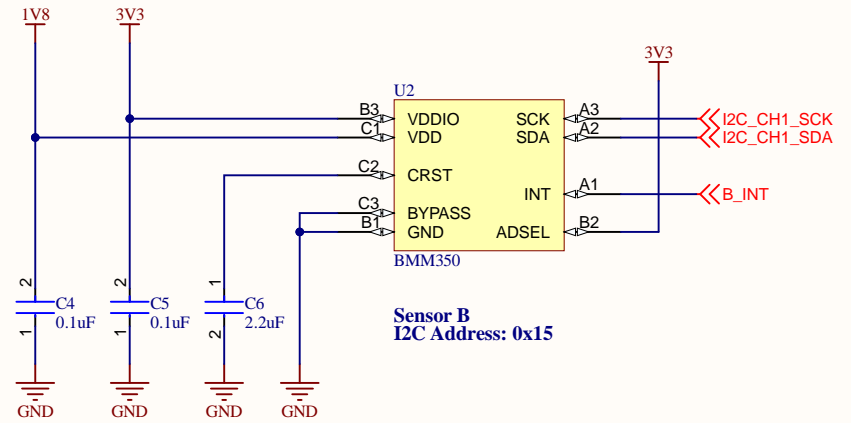 1V8
3V3
3V3
U2
B3
VDDIO
SCK
A3
I2C_CH1_SCK
C1
VDD
SDA
A2
I2C_CH1_SDA
C2
CRST
INT
A1
B_INT
C3
BYPASS
B1
GND
ADSEL
B2
BMM350
2
C4
0.1uF
1
2
C5
0.1uF
1
1
C6
2.2uF
2
Sensor B
I2C Address: 0x15
GND
GND
GND
GND